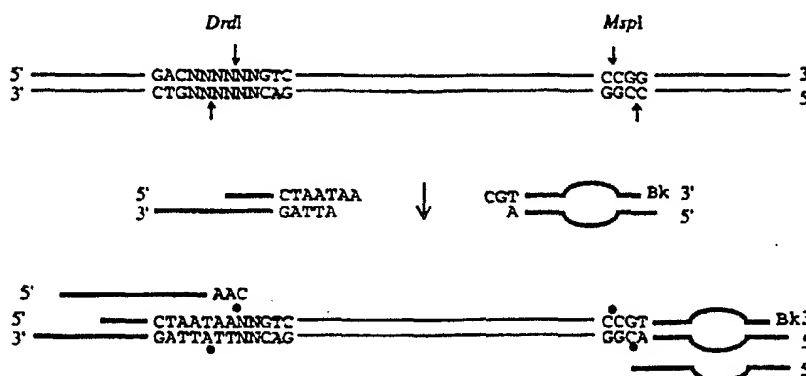 DrdI MspI
5' GACNNNNNNGTC CCGG 3'
3' CTGNNNNNNCAG GGCC 5'
5' CTAATAA CGT Bk 3'
3' GATTA A 5'
5' AAC
5' CTAATAANNGTC CCGT Bk3'
3' GATTATTNNCAG GGCA 5'
5'